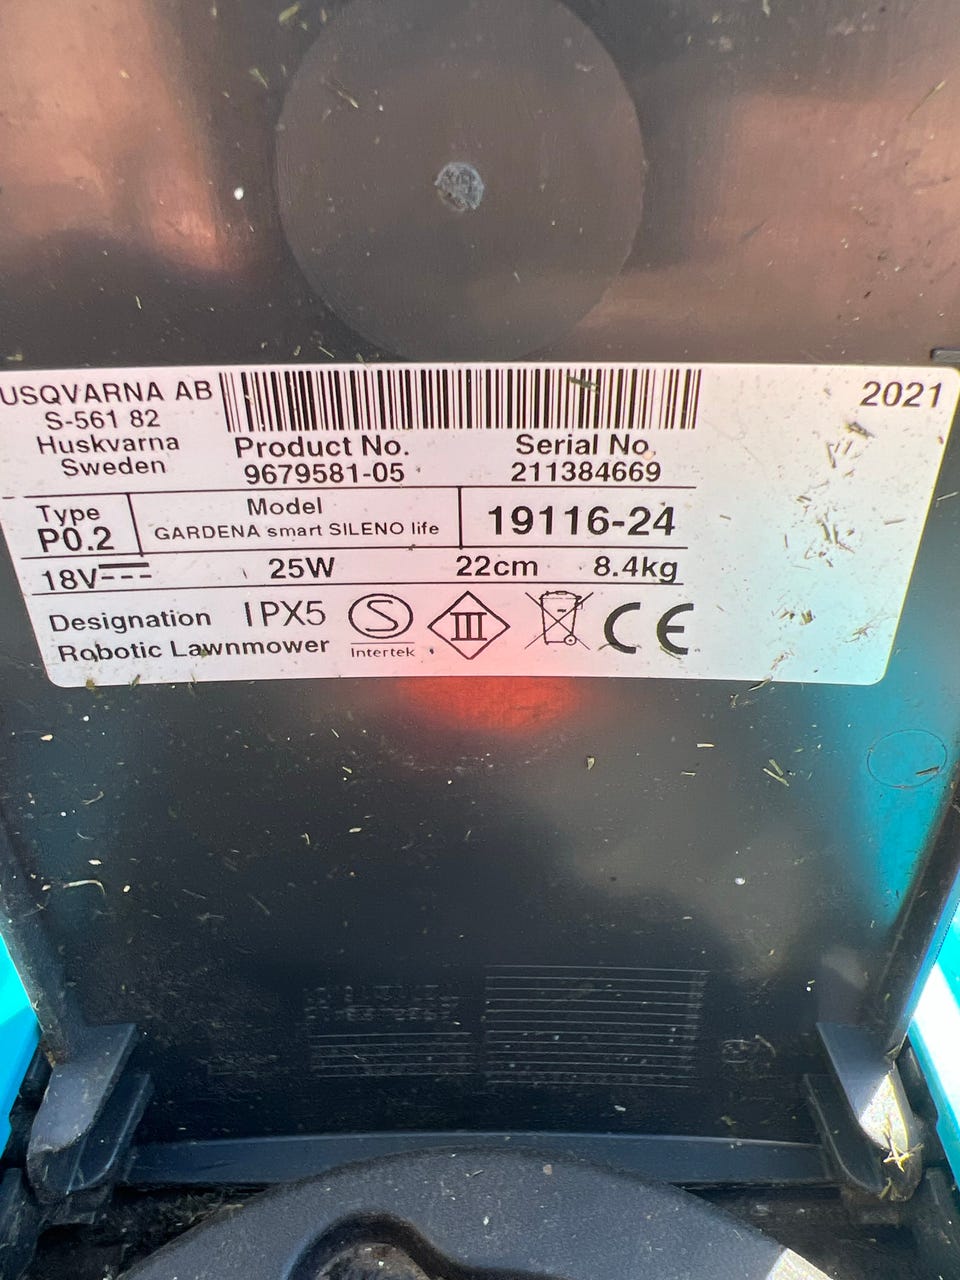 USQVARNA AB
S-561 82
Huskvarna
Sweden
Product No.
9679581-05
Serial No.
211384669
2021
Type
P0.2
Model
GARDENA smart SILENO life
19116-24
18V
25W
22cm
8.4kg
Designation
Robotic Lawnmower
IPX5
S
Intertek
III
CE